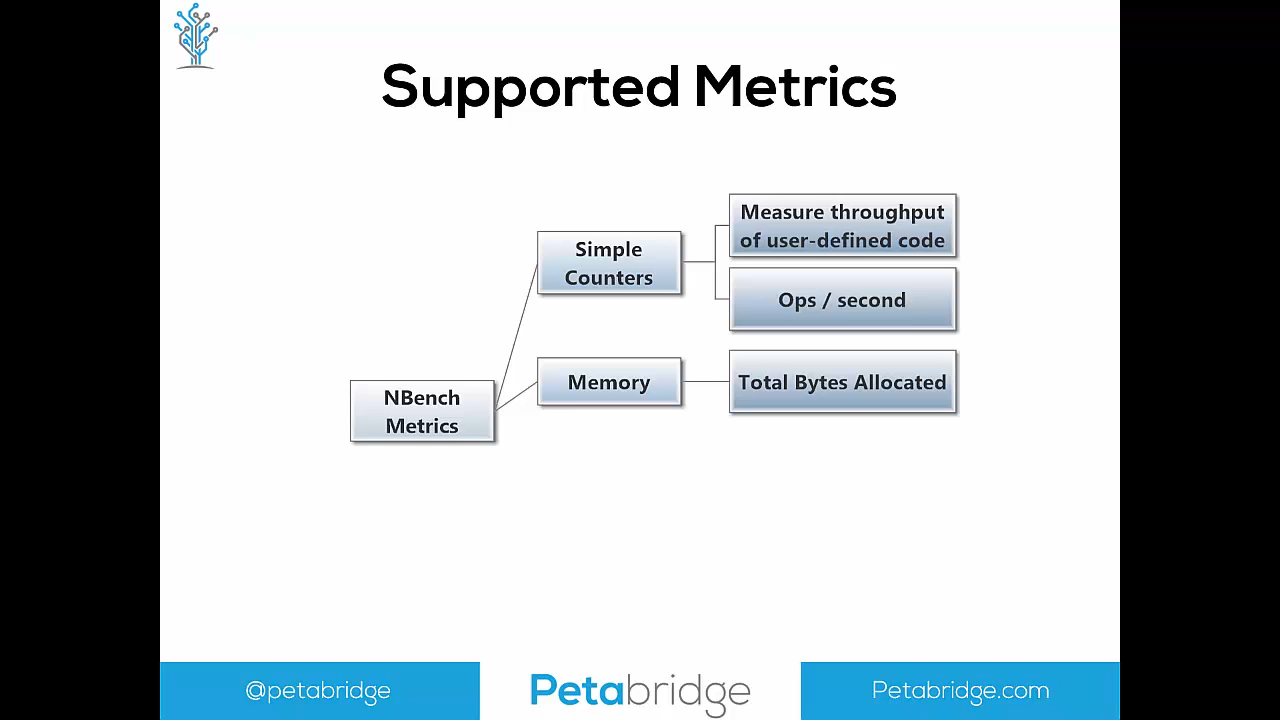 Supported Metrics
Measure throughput
of user-defined code
Simple
Counters
Ops / second
Memory
Total Bytes Allocated
NBench
Metrics
@petabridge
Petabridge
Petabridge.com